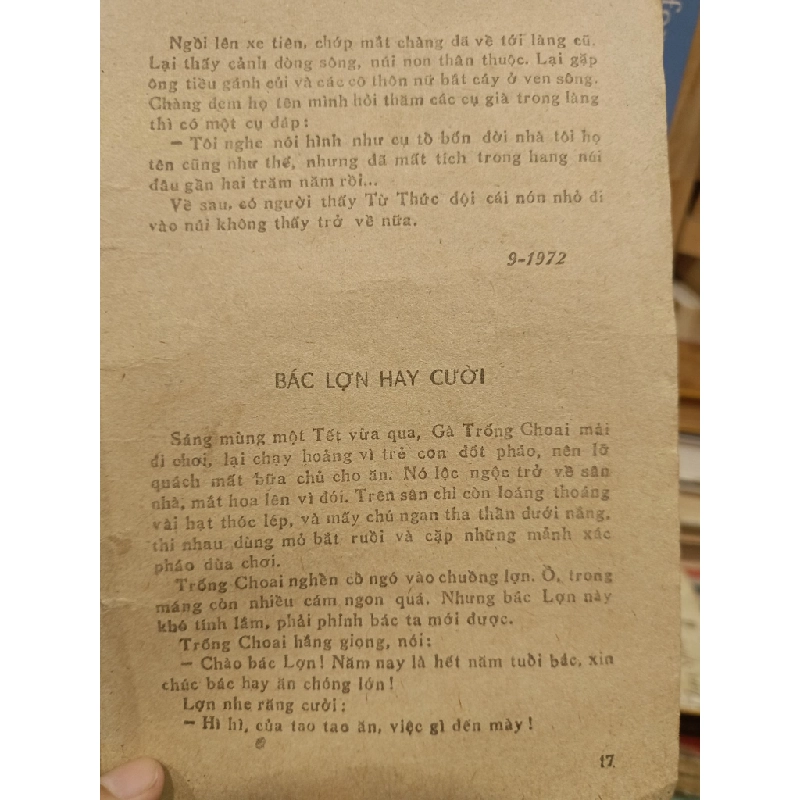 Ngồi lên xe tiên, chớp mắt chàng đã về tới làng cũ.
Lại thấy cảnh dòng sông, núi non thân thuộc. Lại gặp
ông tiều gánh củi và các cô thôn nữ bắt cáy ở ven sông.
Chàng đem họ tên mình hỏi thăm các cụ già trong làng
thì có một cụ đáp:
— Tôi nghe nói hình như cụ tổ bốn đời nhà tôi họ
tên cũng như thế, nhưng đã mất tích trong hang núi
đâu gần hai trăm năm rồi...
Về sau, có người thấy Từ Thức đội cái nón nhỏ đi
vào núi không thấy trở về nữa.
9-1972
BÁC LỢN HAY CƯỜI
Sáng mùng một Tết vừa qua, Gà Trống Choai mải
đi chơi, lại chạy hoảng vì trẻ con đốt pháo, nên lỡ
quách mất bữa chủ cho ăn. Nó lộc ngộc trở về sân
nhà, mắt hoa lên vì đói. Trên sân chỉ còn loáng thoáng
vài hạt thóc lép, và mấy chú ngan tha thẩn dưới nắng,
thi nhau dùng mỏ bắt ruồi và cặp những mảnh xác
pháo đùa chơi.
Trống Choai nghển cổ ngó vào chuồng lợn. Ồ, trong
máng còn nhiều cám ngon quá. Nhưng bác Lợn này
khó tính lắm, phải phỉnh bác ta mới được.
Trống Choai hắng giọng, nói:
— Chào bác Lợn! Năm nay là hết năm tuổi bác, xin
chúc bác hay ăn chóng lớn!
Lợn nhe răng cười:
— Hì hì, của tao tao ăn, việc gì đến mày!
17